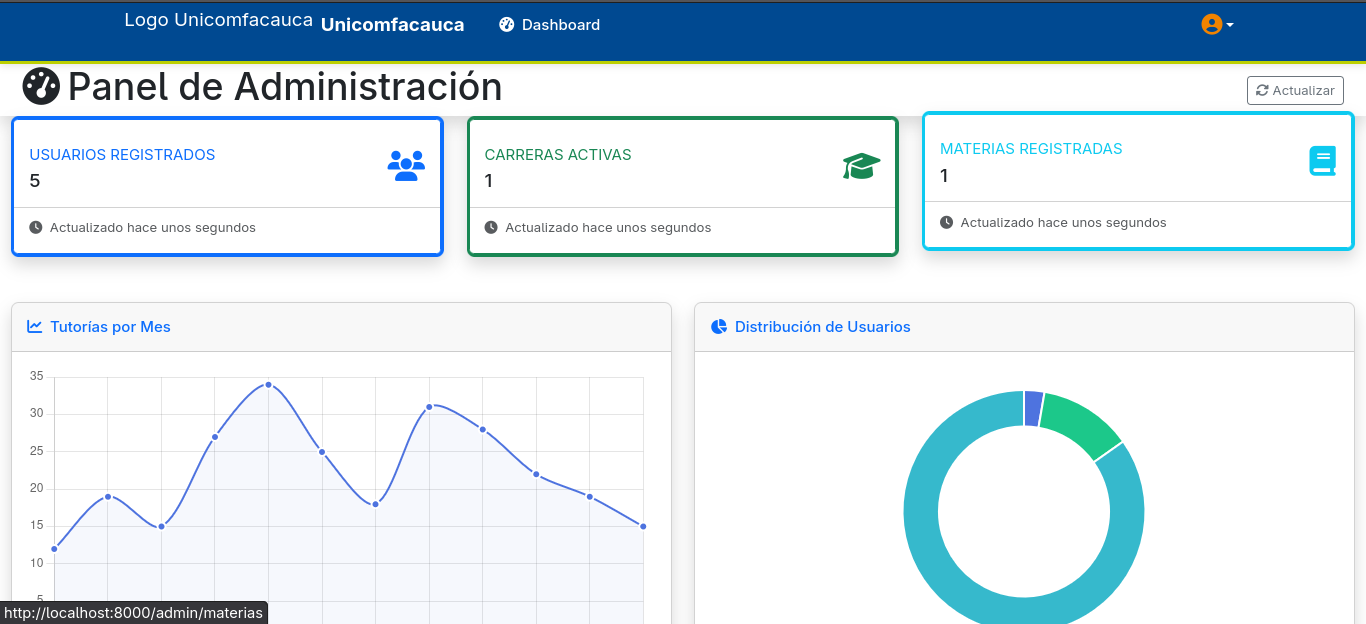 Logo Unicomfacauca Unicomfacauca Dashboard
Panel de Administración
Actualizar
USUARIOS REGISTRADOS
5
Actualizado hace unos segundos
CARRERAS ACTIVAS
1
Actualizado hace unos segundos
MATERIAS REGISTRADAS
1
Actualizado hace unos segundos
Tutorías por Mes
35
30
25
20
15
10
5
Distribución de Usuarios
http://localhost:8000/admin/materias